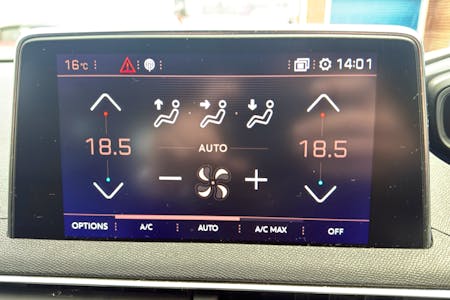 16°C 14:01
18.5 AUTO 18.5
OPTIONS A/C AUTO A/C MAX OFF